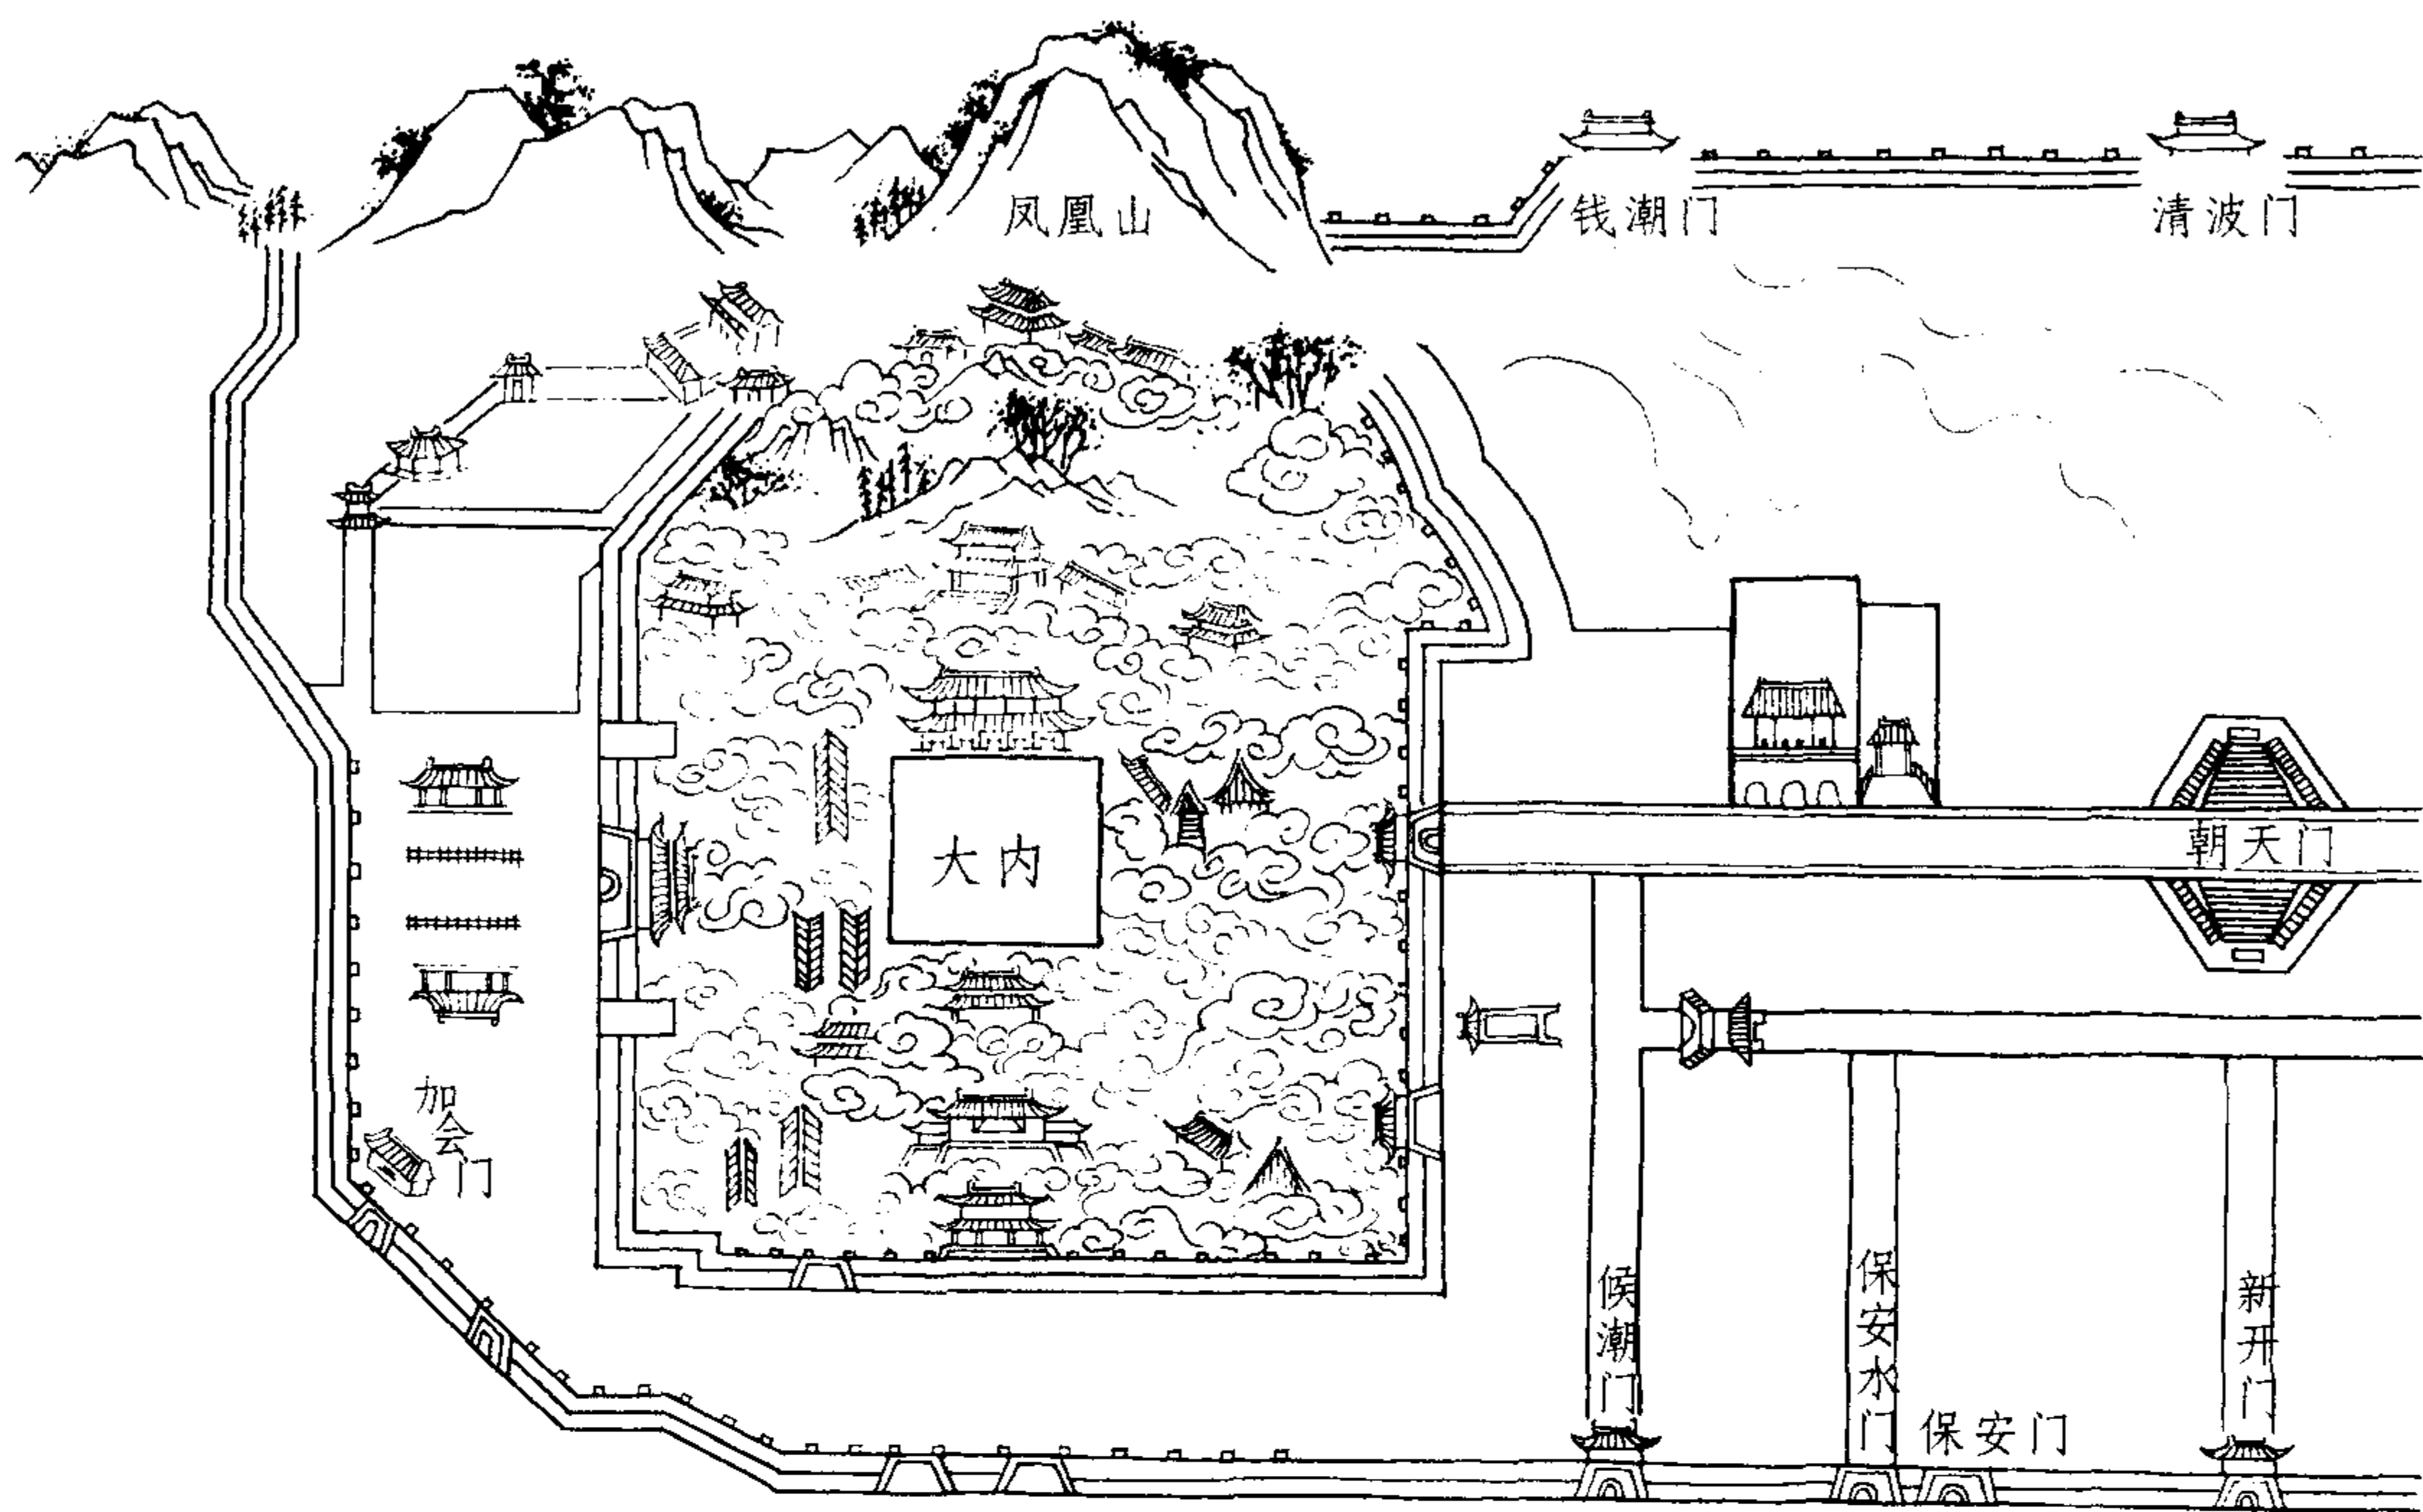 凤凰山
钱潮门
清波门
大内
朝天门
加会门
候潮门
保安水门
保安门
新开门